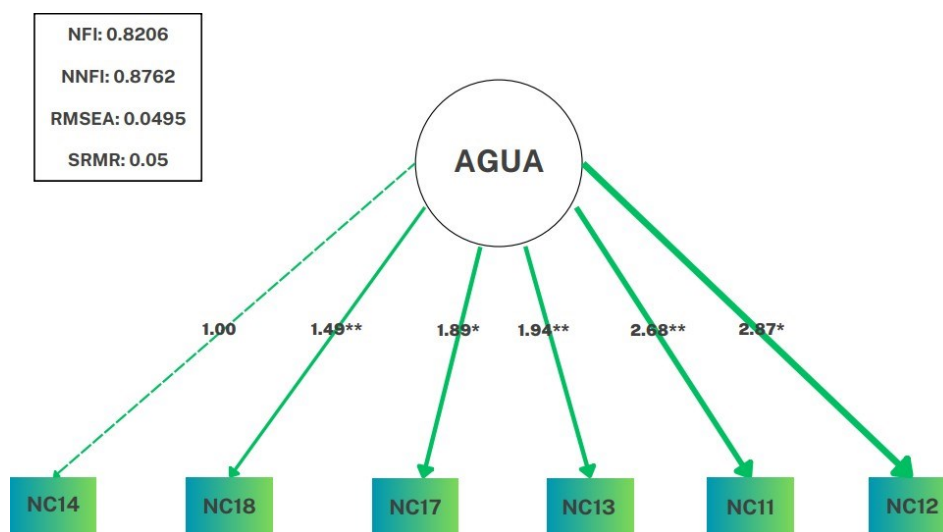 NFI: 0.8206
NNFI: 0.8762
RMSEA: 0.0495
SRMR: 0.05
AGUA
1.00 1.49** 1.89* 1.94** 2.68** 2.87*
NC14 NC18 NC17 NC13 NC11 NC12